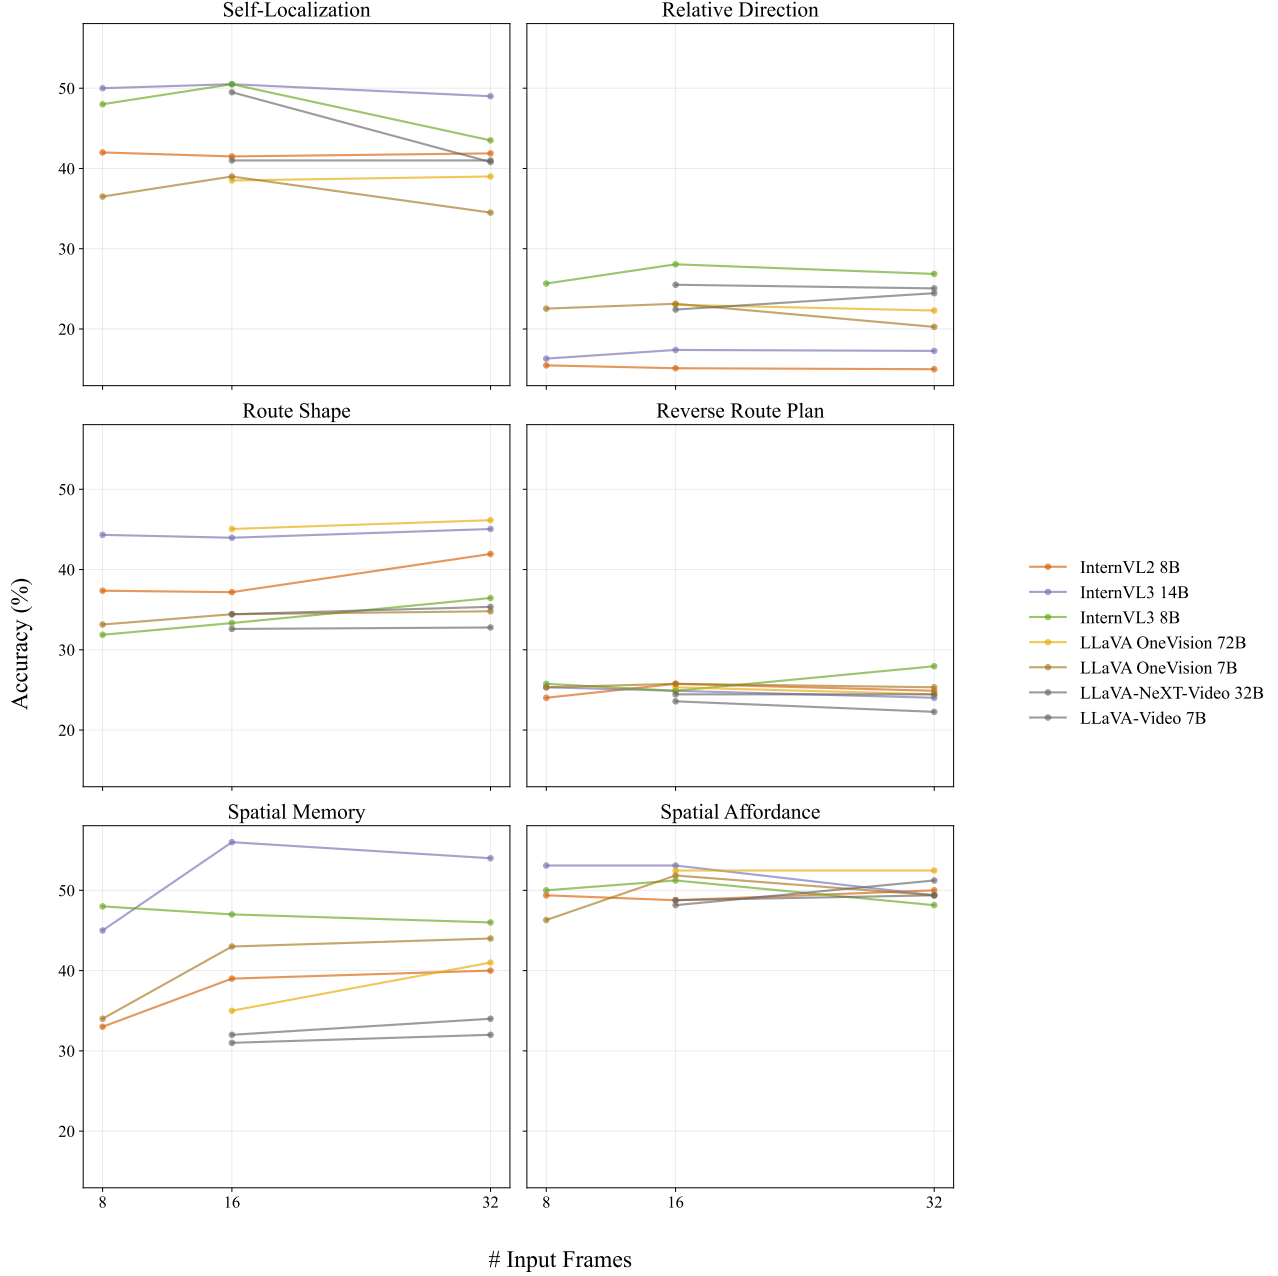 Self-Localization
Relative Direction
50
40
30
20
Route Shape
Reverse Route Plan
50
40
30
20
Spatial Memory
Spatial Affordance
50
40
30
20
8
16
32
8
16
32
Accuracy (%)
# Input Frames
InternVL2 8B
InternVL3 14B
InternVL3 8B
LLaVA OneVision 72B
LLaVA OneVision 7B
LLaVA-NeXT-Video 32B
LLaVA-Video 7B